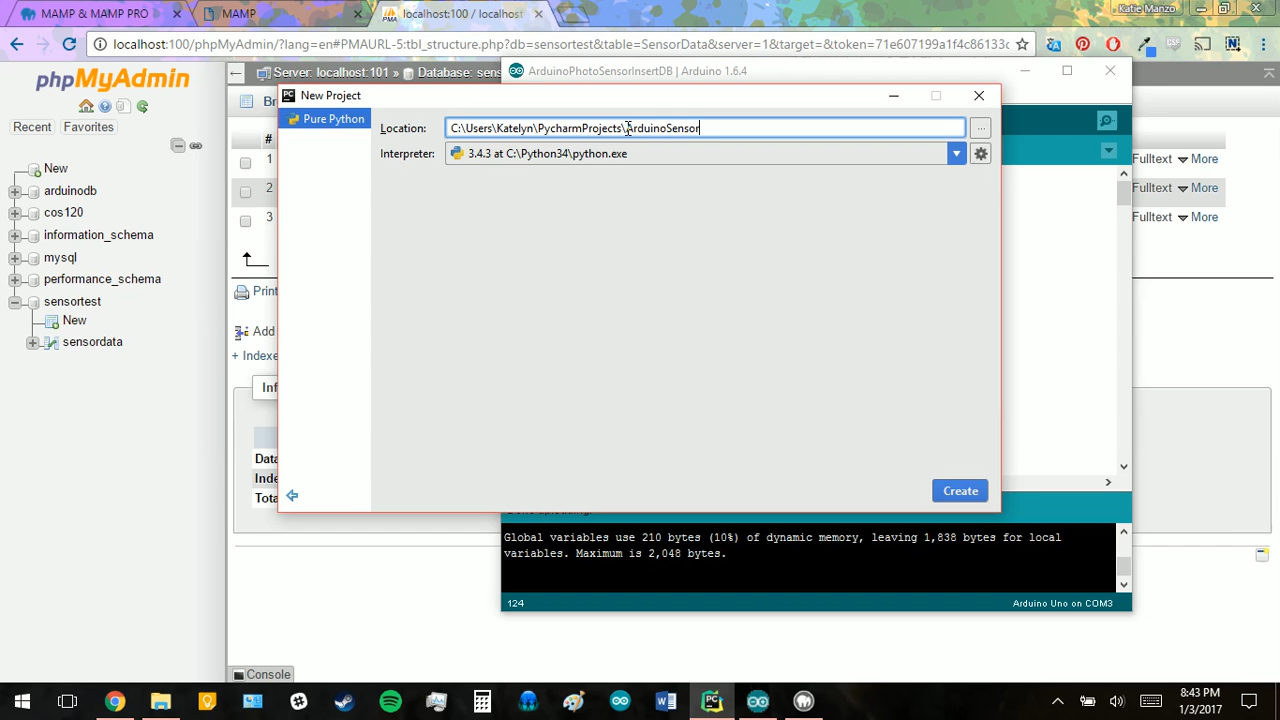 MAMP & MAMP PRO
MAMP
localhost:100 / localhost
Katie Manzo
localhost:100/phpMyAdmin/?lang=en#PMAURL-5:tbl_structure.php?db=sensortest&table=SensorData&server=1&target=&token=71e607199a1f4c86133c
phpMyAdmin
Recent
Favorites
New
arduinodb
cos120
information_schema
mysql
performance_schema
sensortest
New
sensordata
Server: localhost:101 » Database: sens
ArduinoPhotoSensorInsertDB | Arduino 1.6.4
#
1
2
3
Print
Add
+ Indexe
Fulltext More
Fulltext More
Fulltext More
PC New Project
Pure Python
Location: C:\Users\Katelyn\PycharmProjects\ArduinoSensor
Interpreter: 3.4.3 at C:\Python34\python.exe
Create
Global variables use 210 bytes (10%) of dynamic memory, leaving 1,838 bytes for local
variables. Maximum is 2,048 bytes.
124
Arduino Uno on COM3
Console
8:43 PM
1/3/2017